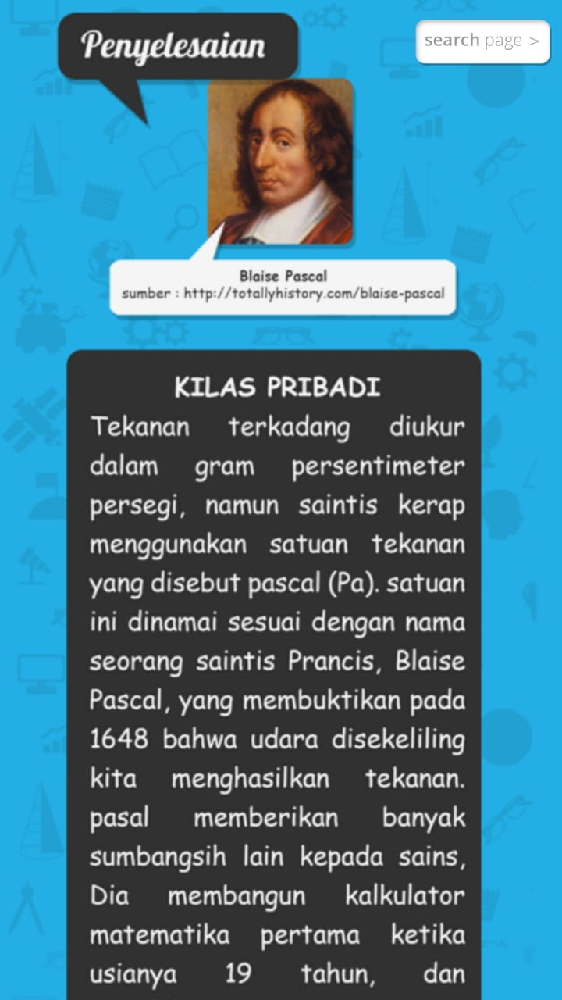 Penyelesaian
search page >
Blaise Pascal
sumber : http://totallyhistory.com/blaise-pascal
KILAS PRIBADI
Tekanan terkadang diukur
dalam gram persentimeter
persegi, namun saintis kerap
menggunakan satuan tekanan
yang disebut pascal (Pa). satuan
ini dinamai sesuai dengan nama
seorang saintis Prancis, Blaise
Pascal, yang membuktikan pada
1648 bahwa udara disekeliling
kita menghasilkan tekanan.
pasal memberikan banyak
sumbangsih lain kepada sains,
Dia membangun kalkulator
matematika pertama ketika
usianya 19 tahun, dan